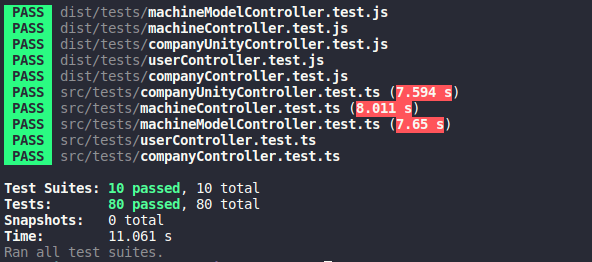 PASS dist/tests/machineModelController.test.js
PASS dist/tests/machineController.test.js
PASS dist/tests/companyUnityController.test.js
PASS dist/tests/userController.test.js
PASS dist/tests/companyController.test.js
PASS src/tests/companyUnityController.test.ts (7.594 s)
PASS src/tests/machineController.test.ts (8.011 s)
PASS src/tests/machineModelController.test.ts (7.65 s)
PASS src/tests/userController.test.ts
PASS src/tests/companyController.test.ts
Test Suites: 10 passed, 10 total
Tests: 80 passed, 80 total
Snapshots: 0 total
Time: 11.061 s
Ran all test suites.